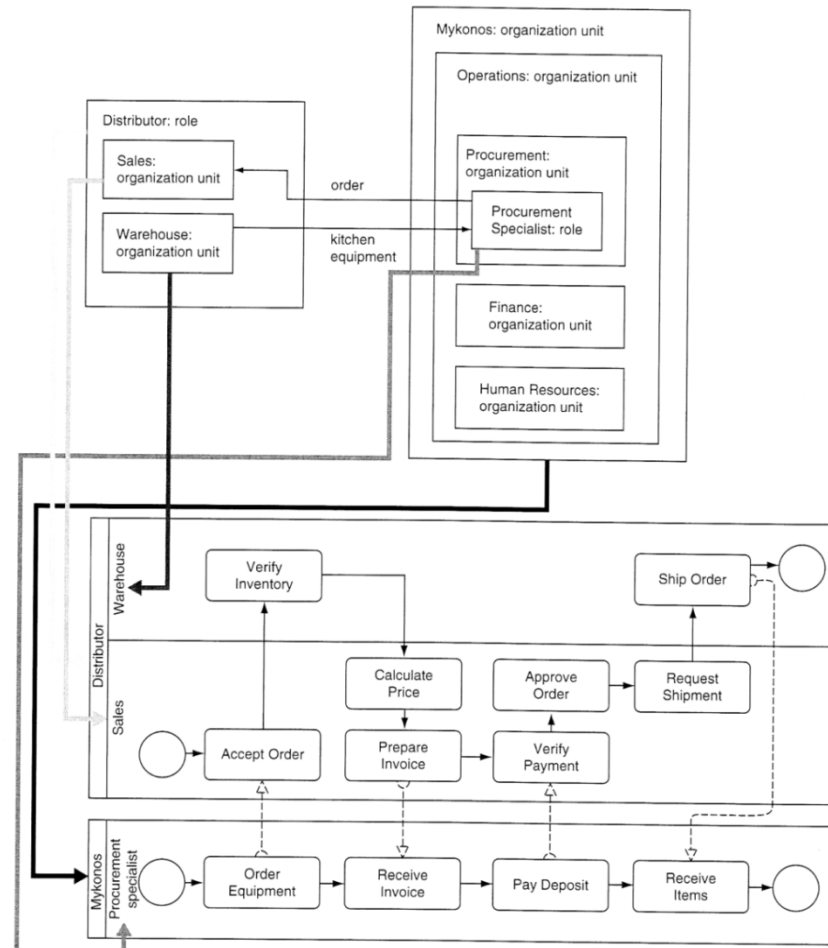 Mykonos: organization unit
Operations: organization unit
Distributor: role
Sales:
organization unit
Procurement:
organization unit
order
Procurement
Specialist: role
Warehouse:
organization unit
kitchen
equipment
Finance:
organization unit
Human Resources:
organization unit
Distributor
Warehouse
Verify
Inventory
Ship Order
Sales
Calculate
Price
Approve
Order
Request
Shipment
Accept Order
Prepare
Invoice
Verify
Payment
Mykonos
Procurement
specialist
Order
Equipment
Receive
Invoice
Pay Deposit
Receive
Items